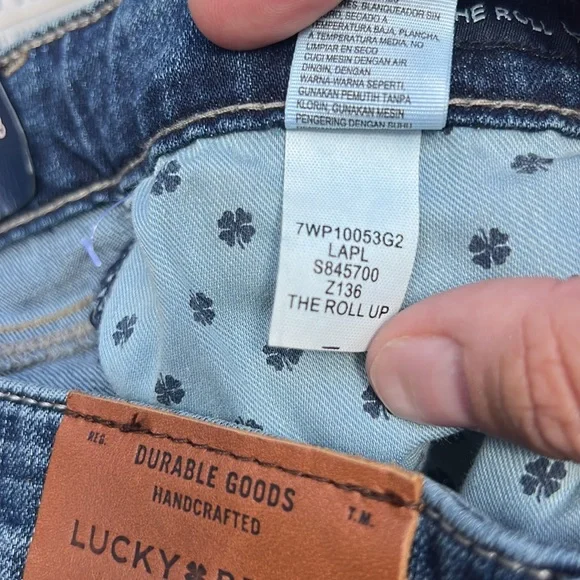 BLANQUEADOR SIN
, SECADO A
TEMPERATURA BAJA, PLANCHA
A TEMPERATURA MEDIA, NO
LIMPIAR EN SECO
CUCI MESIN DENGAN AIR
DINGIN, DENGAN
WARNA-WARNA SEPERTI,
GUNAKAN PEMUTIH TANPA
KLORIN, GUNAKAN MESIN
PENGERING DENGAN SUHU
THE ROLL
7WP10053G2
LAPL
S845700
Z136
THE ROLL UP
REG.
DURABLE GOODS
HANDCRAFTED
T.M.
LUCKY